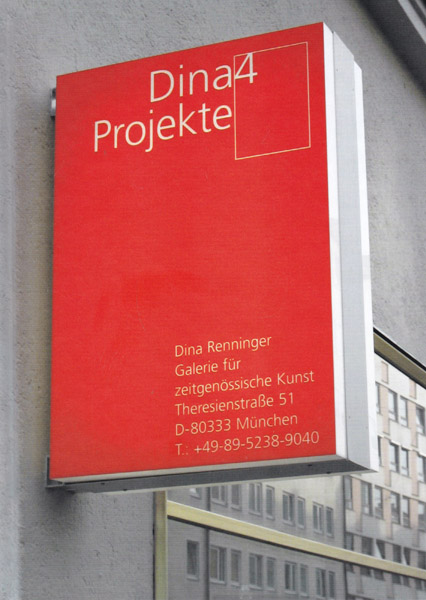 Dina4
Projekte
Dina Renninger
Galerie für
zeitgenössische Kunst
Theresienstraße 51
D-80333 München
T.: +49-89-5238-9040